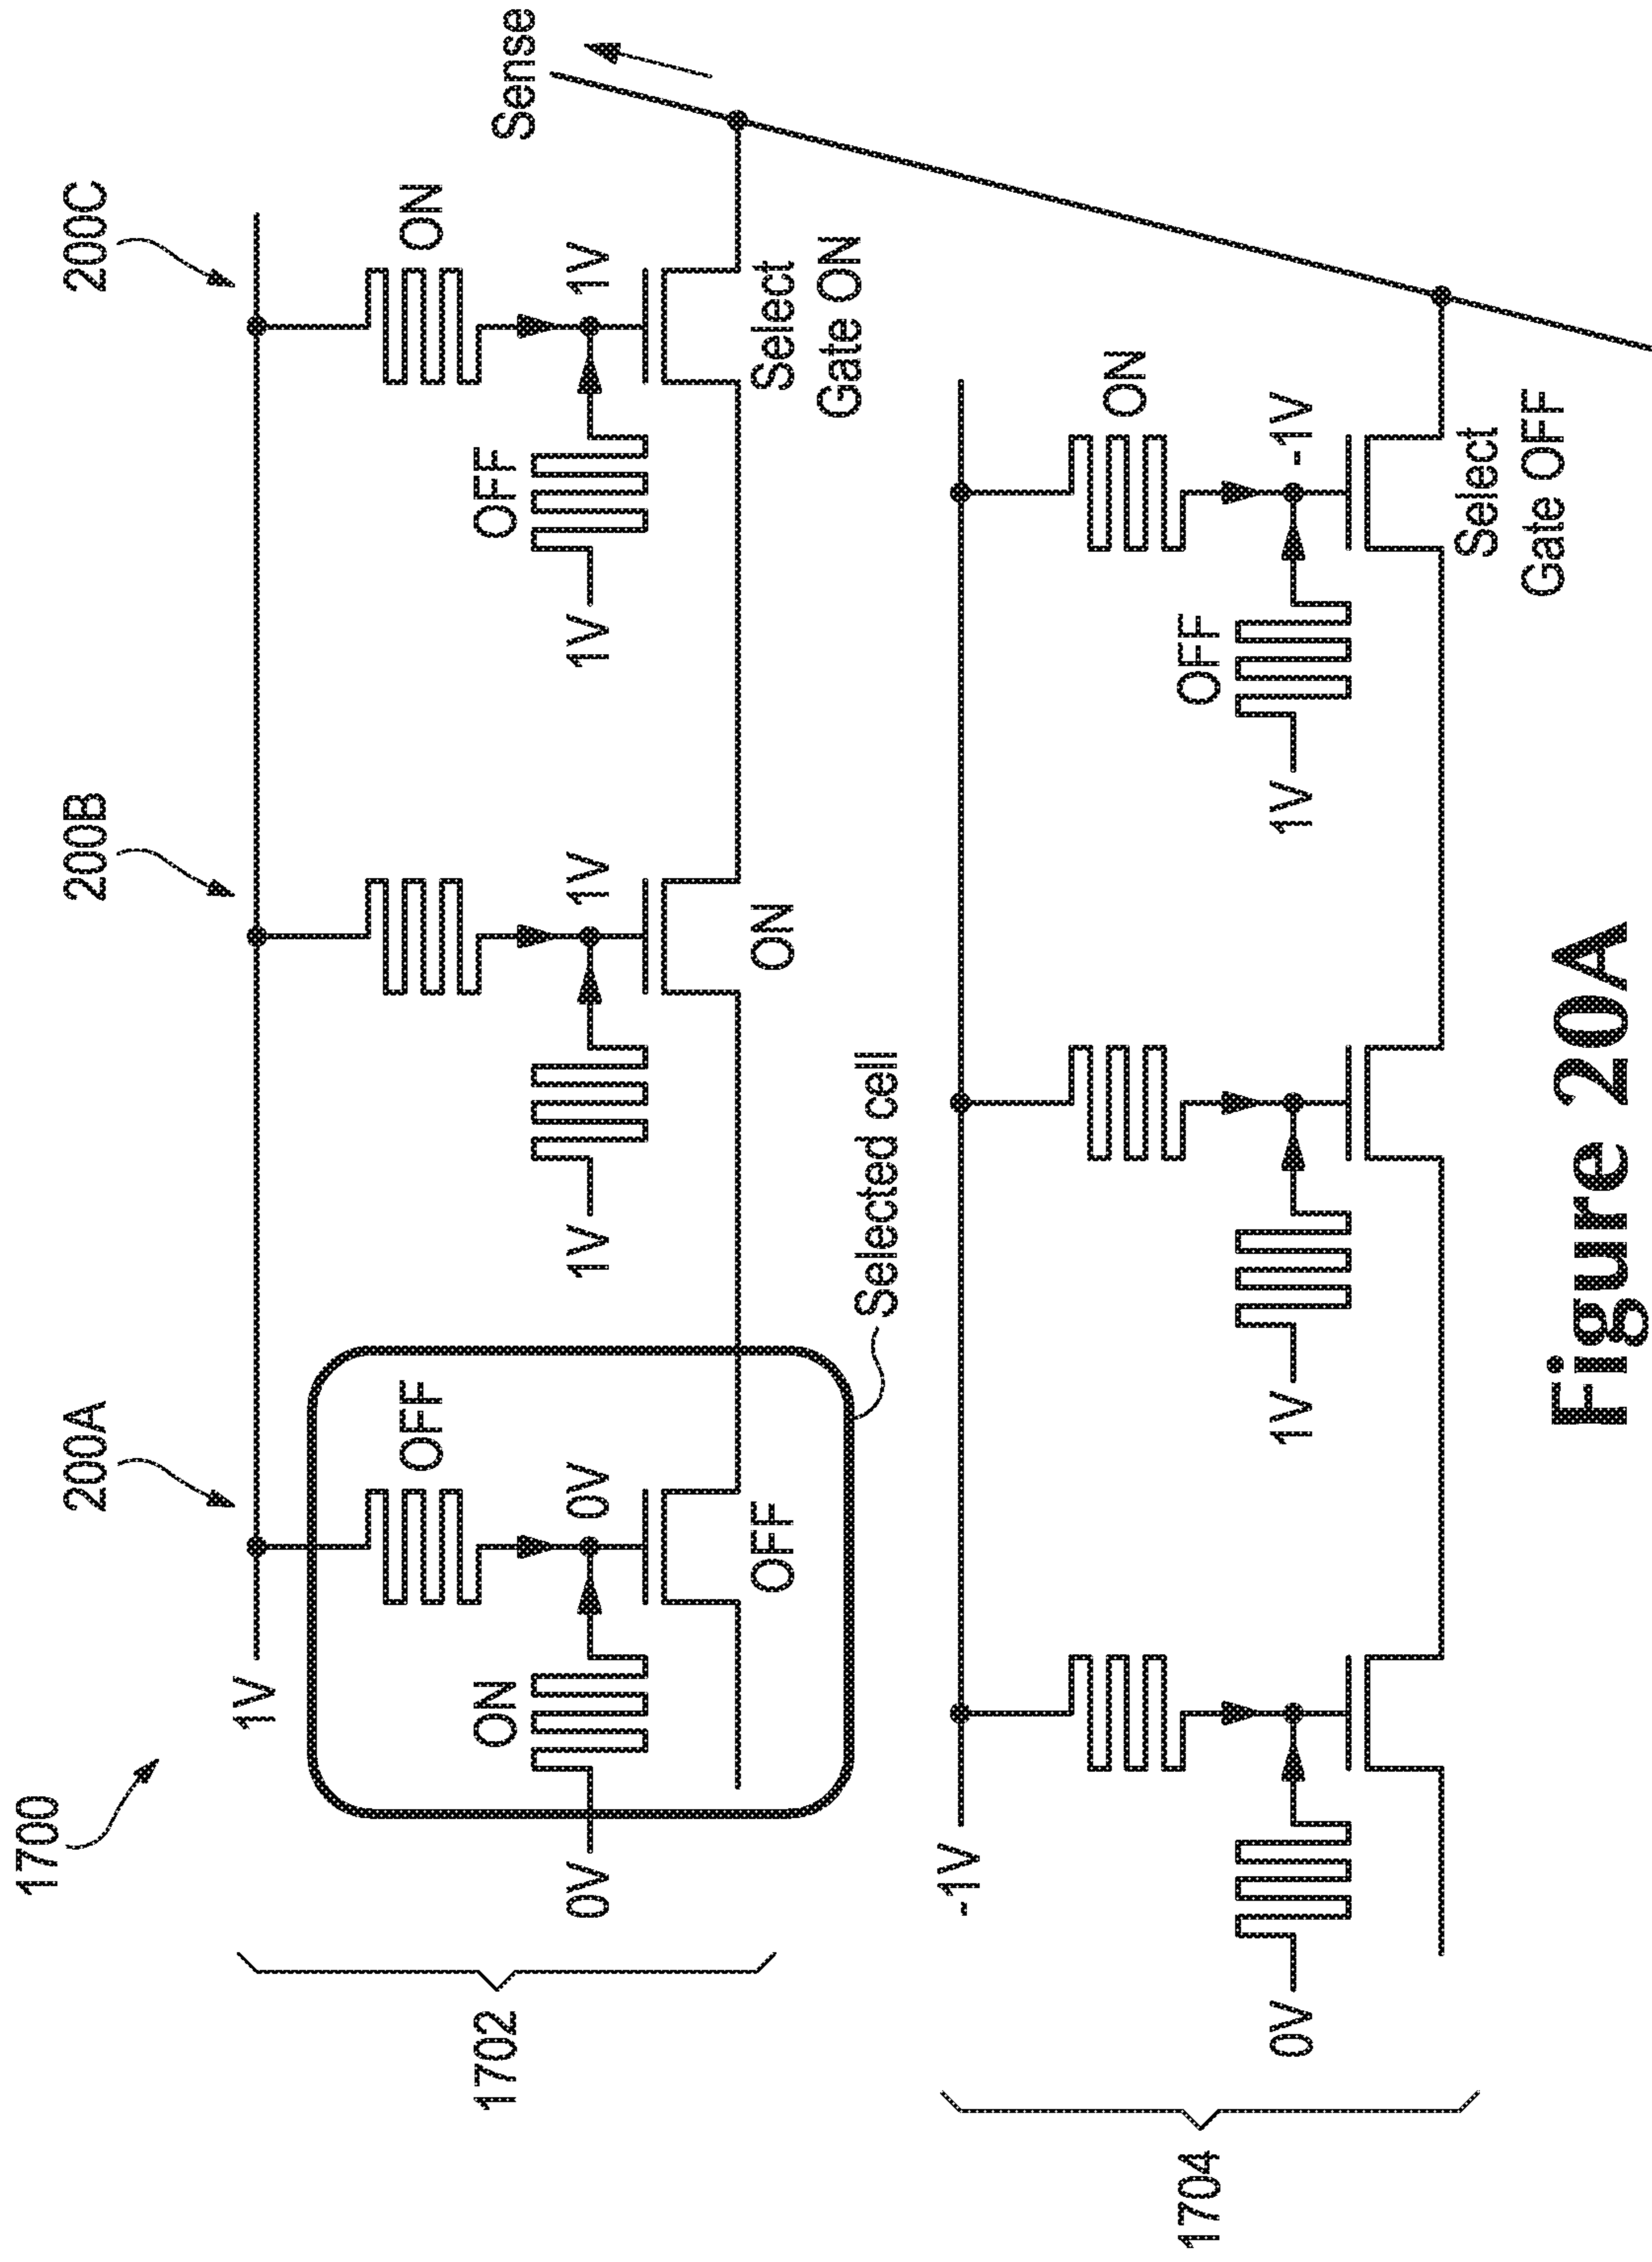 1700
200A
200B
200C
1V
OFF
ON
0V
0V
OFF
1V
1V
ON
ON
OFF
1V
1V
Select
Gate ON
Sense
Selected cell
1702
-1V
0V
1V
ON
OFF
-1V
1V
Select
Gate OFF
1704
Figure 20A